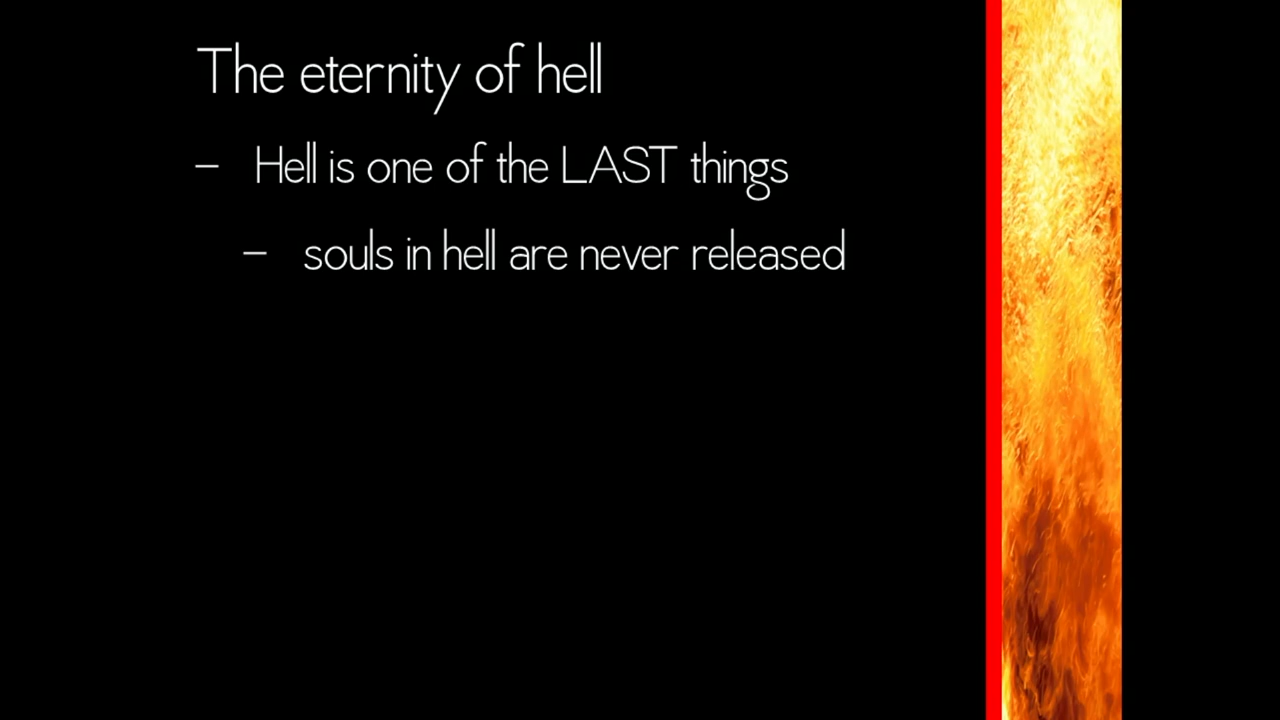 The eternity of hell
– Hell is one of the LAST things
– souls in hell are never released